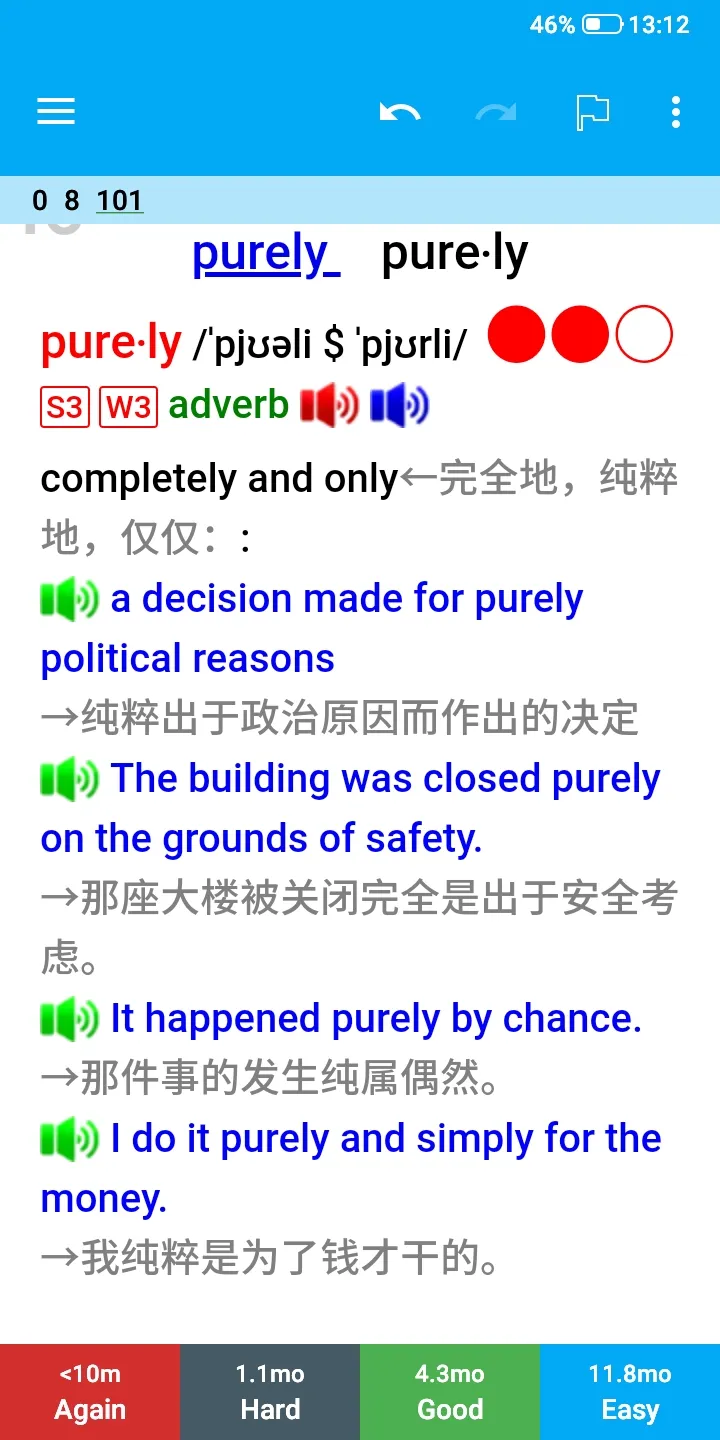 46% 13:12
0 8 101
purely pure·ly
pure·ly /ˈpjʊəli $ ˈpjʊrli/
S3 W3 adverb
completely and only←完全地，纯粹
地，仅仅：:
a decision made for purely
political reasons
→纯粹出于政治原因而作出的决定
The building was closed purely
on the grounds of safety.
→那座大楼被关闭完全是出于安全考
虑。
It happened purely by chance.
→那件事的发生纯属偶然。
I do it purely and simply for the
money.
→我纯粹是为了钱才干的。
<10m 1.1mo 4.3mo 11.8mo
Again Hard Good Easy